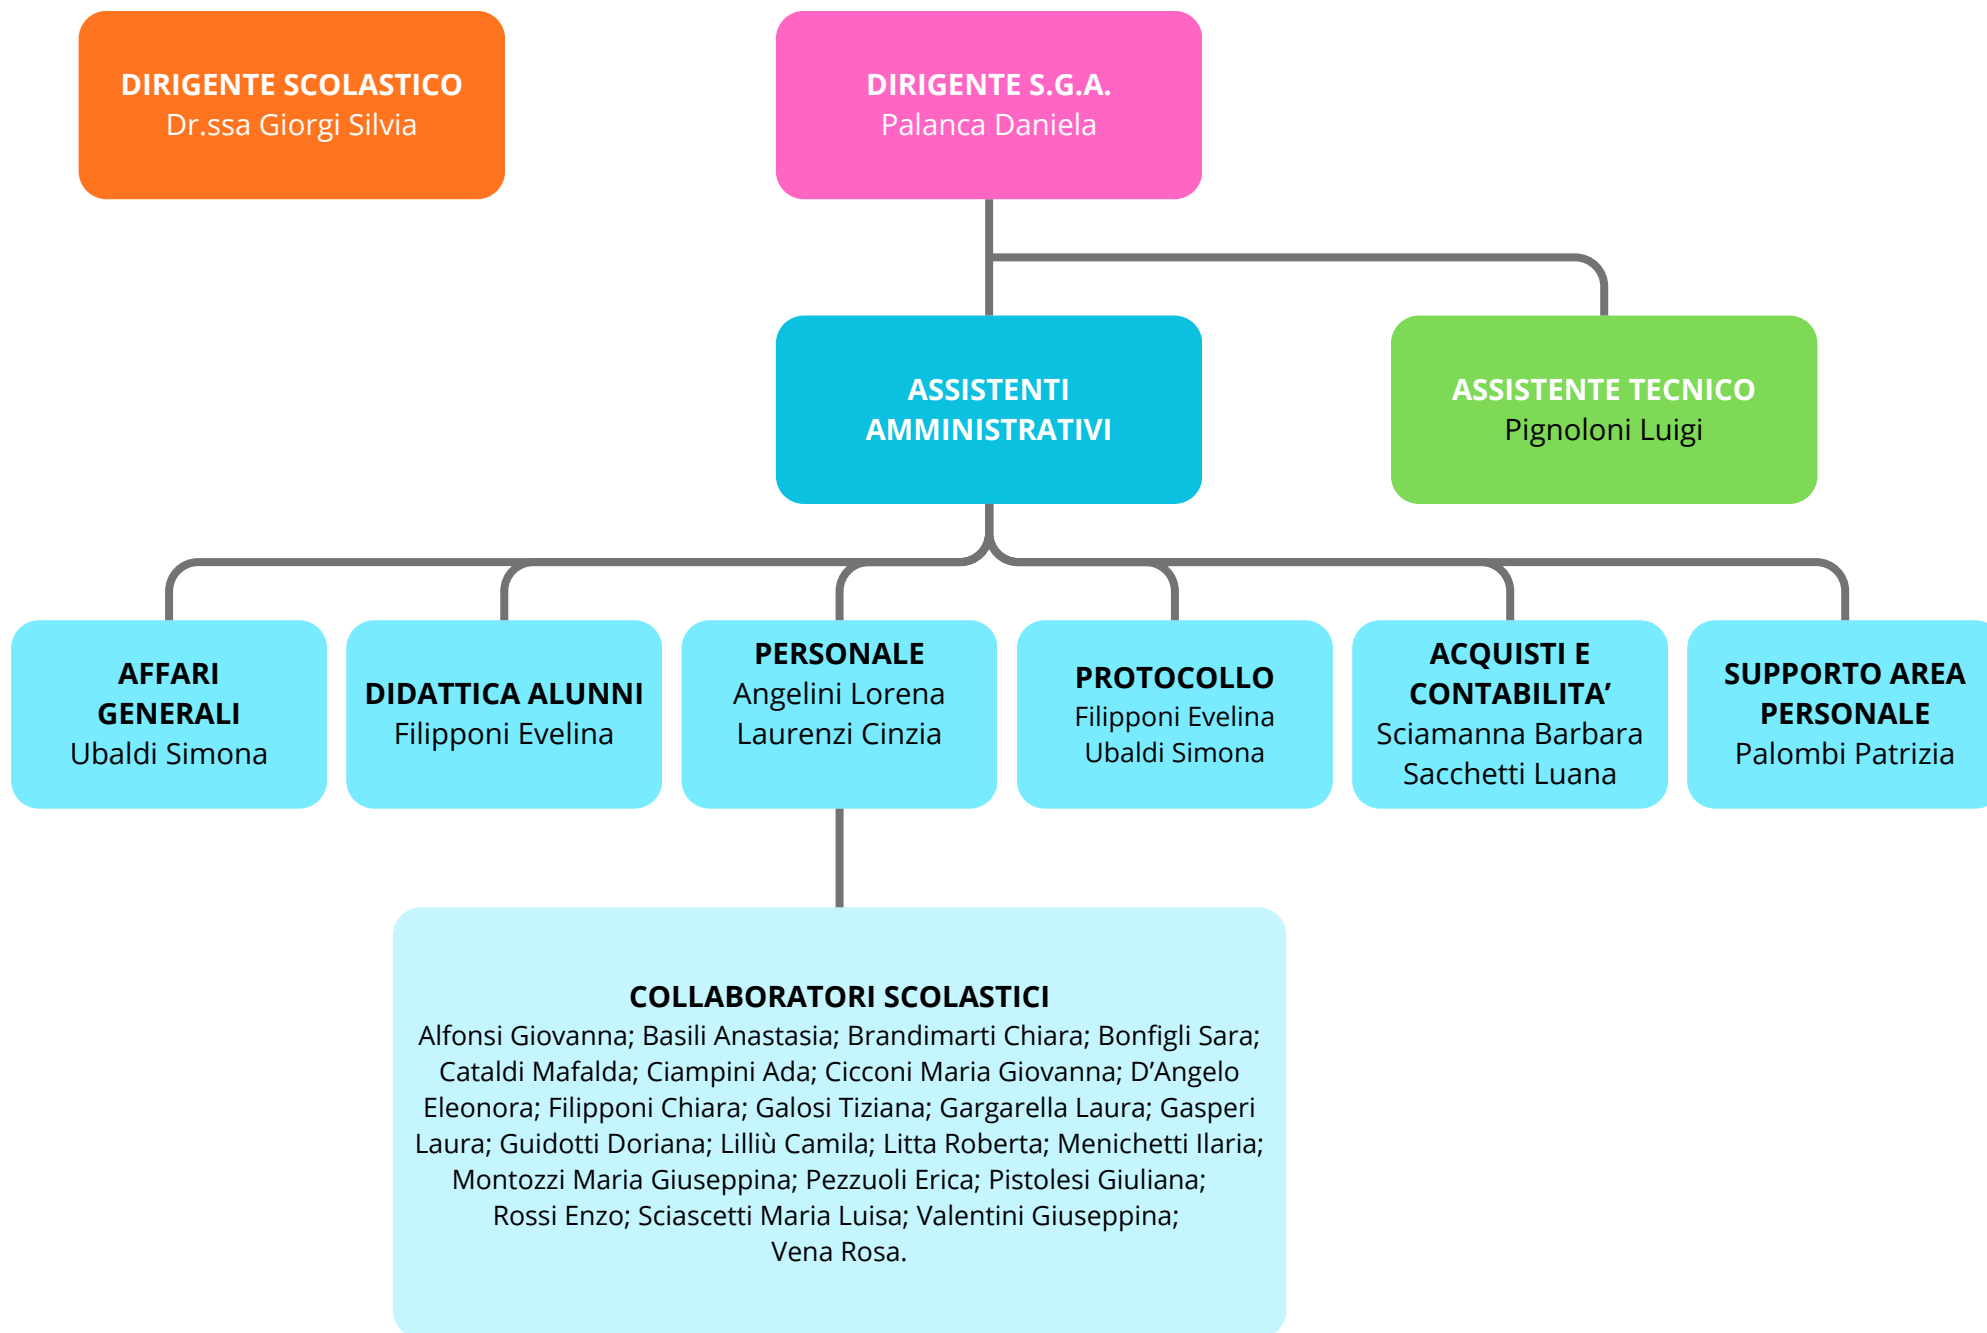 DIRIGENTE SCOLASTICO
Dr.ssa Giorgi Silvia
DIRIGENTE S.G.A.
Palanca Daniela
ASSISTENTI
AMMINISTRATIVI
ASSISTENTE TECNICO
Pignoloni Luigi
AFFARI
GENERALI
Ubaldi Simona
DIDATTICA ALUNNI
Filipponi Evelina
PERSONALE
Angelini Lorena
Laurenzi Cinzia
PROTOCOLLO
Filipponi Evelina
Ubaldi Simona
ACQUISTI E
CONTABILITA’
Sciamanna Barbara
Sacchetti Luana
SUPPORTO AREA
PERSONALE
Palombi Patrizia
COLLABORATORI SCOLASTICI
Alfonsi Giovanna; Basili Anastasia; Brandimarti Chiara; Bonfigli Sara;
Cataldi Mafalda; Ciampini Ada; Cicconi Maria Giovanna; D’Angelo
Eleonora; Filipponi Chiara; Galosi Tiziana; Gargarella Laura; Gasperi
Laura; Guidotti Doriana; Lilliù Camila; Litta Roberta; Menichetti Ilaria;
Montozzi Maria Giuseppina; Pezzuoli Erica; Pistolesi Giuliana;
Rossi Enzo; Sciascetti Maria Luisa; Valentini Giuseppina;
Vena Rosa.